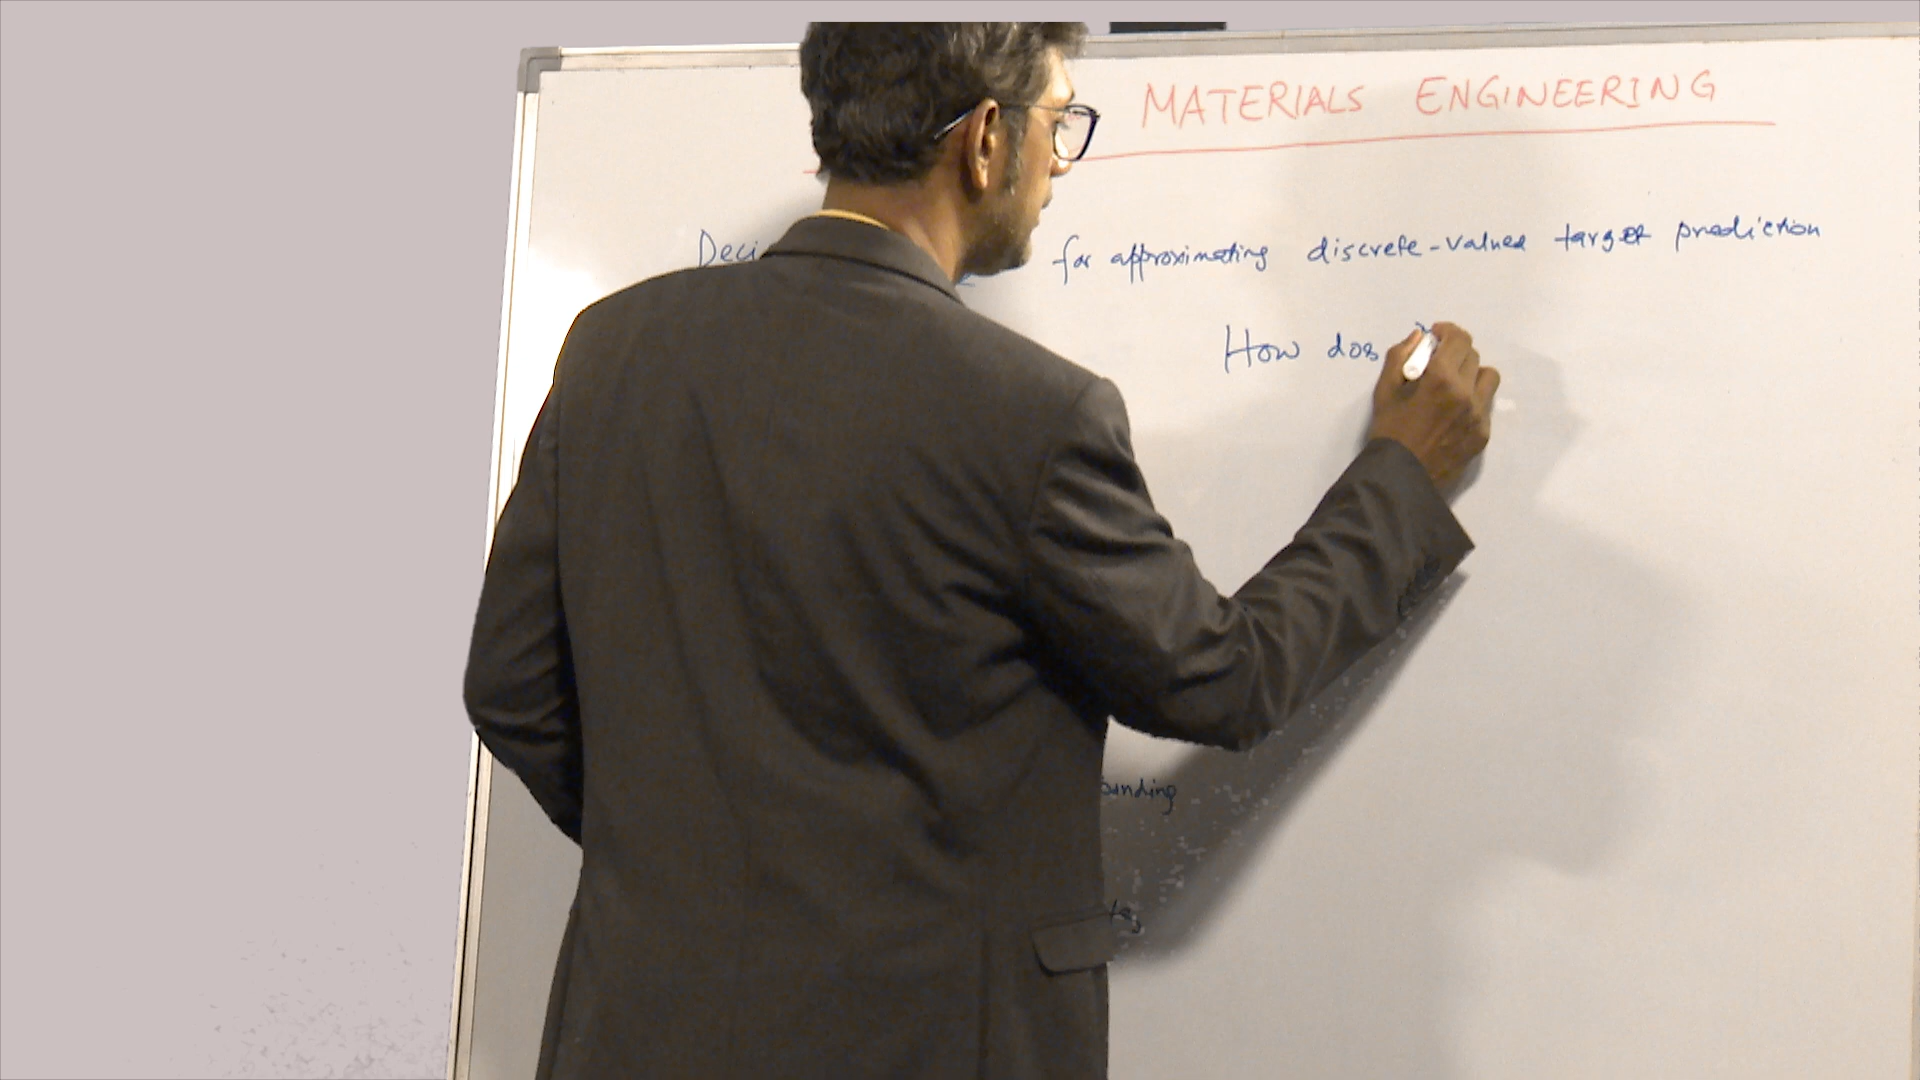 MATERIALS ENGINEERING
Deci for approximating discrete-valued target prediction
How does
ounding